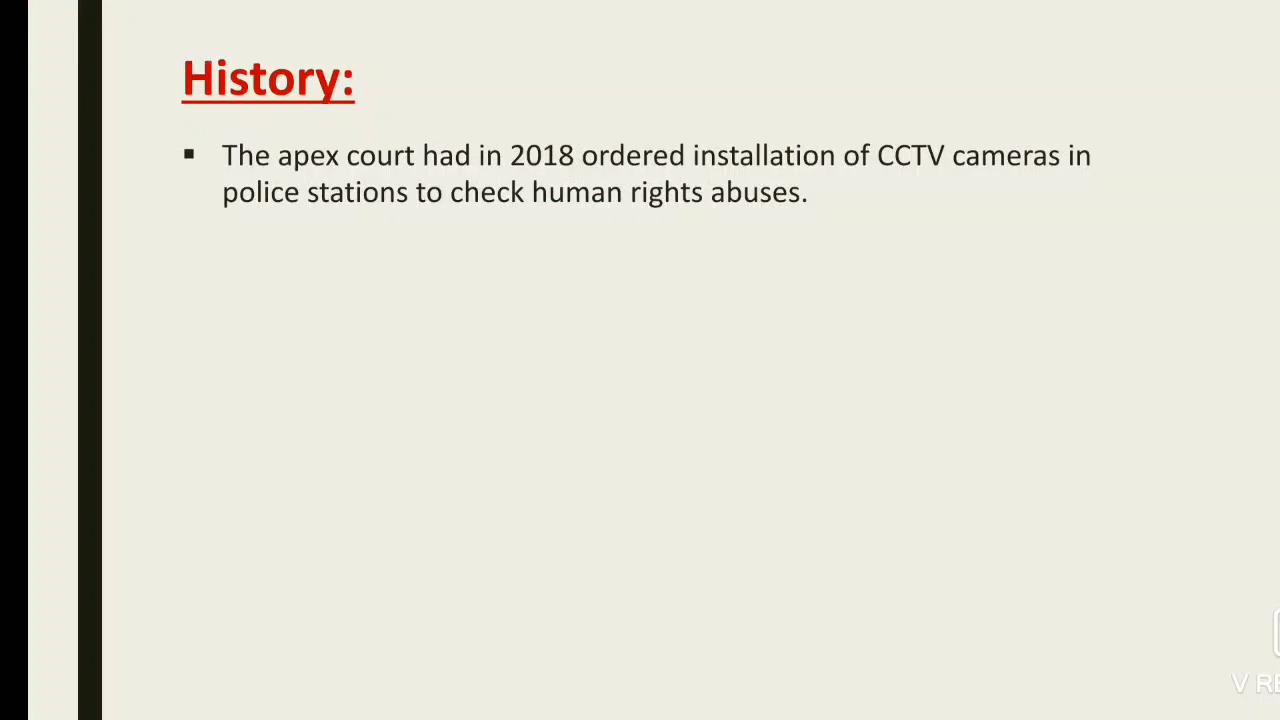 History:
▪ The apex court had in 2018 ordered installation of CCTV cameras in
police stations to check human rights abuses.
V RE